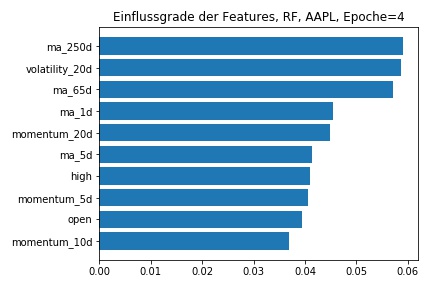 Einflussgrade der Features, RF, AAPL, Epoche=4
ma_250d
volatility_20d
ma_65d
ma_1d
momentum_20d
ma_5d
high
momentum_5d
open
momentum_10d
0.00 0.01 0.02 0.03 0.04 0.05 0.06